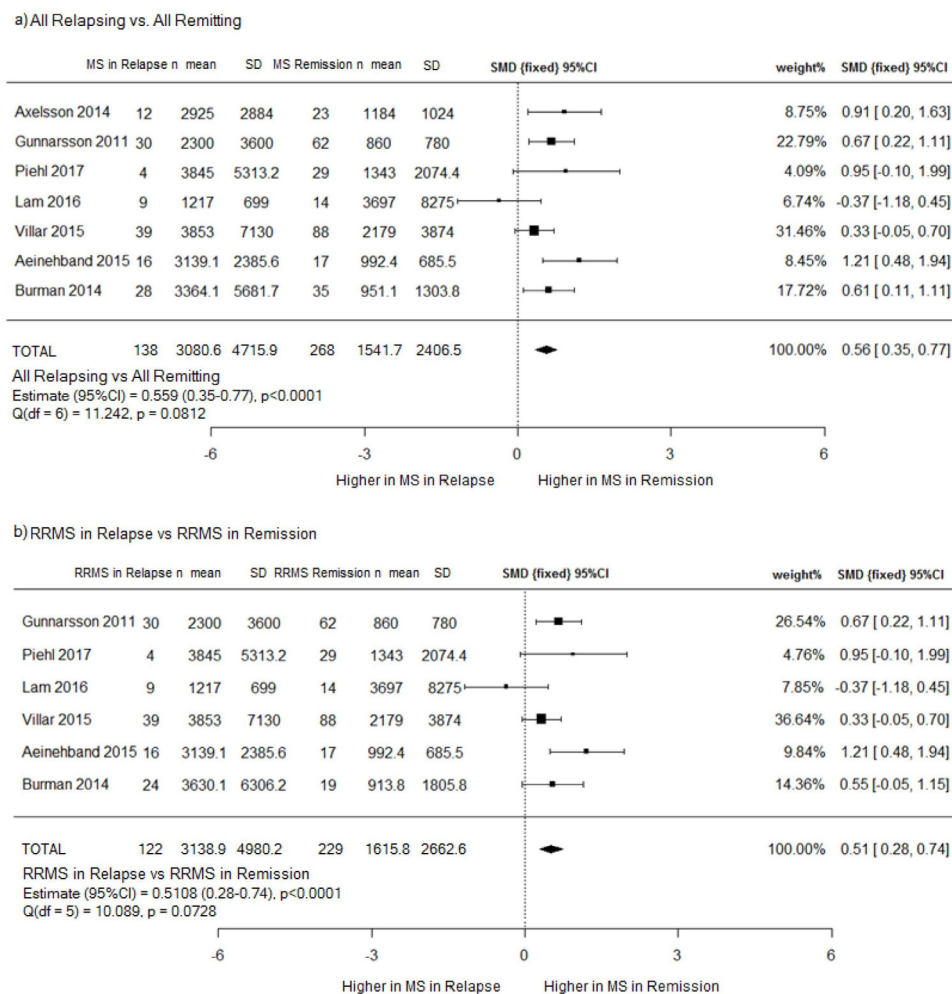 a) All Relapsing vs. All Remitting
MS in Relapse n mean SD MS Remission n mean SD SMD {fixed} 95%CI weight% SMD {fixed} 95%CI
Axelsson 2014 12 2925 2884 23 1184 1024 8.75% 0.91 [ 0.20, 1.63]
Gunnarsson 2011 30 2300 3600 62 860 780 22.79% 0.67 [ 0.22, 1.11]
Piehl 2017 4 3845 5313.2 29 1343 2074.4 4.09% 0.95 [-0.10, 1.99]
Lam 2016 9 1217 699 14 3697 8275 6.74% -0.37 [-1.18, 0.45]
Villar 2015 39 3853 7130 88 2179 3874 31.46% 0.33 [-0.05, 0.70]
Aeinehband 2015 16 3139.1 2385.6 17 992.4 685.5 8.45% 1.21 [ 0.48, 1.94]
Burman 2014 28 3364.1 5681.7 35 951.1 1303.8 17.72% 0.61 [ 0.11, 1.11]
TOTAL 138 3080.6 4715.9 268 1541.7 2406.5 100.00% 0.56 [ 0.35, 0.77]
All Relapsing vs All Remitting
Estimate (95%CI) = 0.559 (0.35-0.77), p<0.0001
Q(df = 6) = 11.242, p = 0.0812
-6 -3 0 3 6
Higher in MS in Relapse Higher in MS in Remission
b) RRMS in Relapse vs RRMS in Remission
RRMS in Relapse n mean SD RRMS Remission n mean SD SMD {fixed} 95%CI weight% SMD {fixed} 95%CI
Gunnarsson 2011 30 2300 3600 62 860 780 26.54% 0.67 [ 0.22, 1.11]
Piehl 2017 4 3845 5313.2 29 1343 2074.4 4.76% 0.95 [-0.10, 1.99]
Lam 2016 9 1217 699 14 3697 8275 7.85% -0.37 [-1.18, 0.45]
Villar 2015 39 3853 7130 88 2179 3874 36.64% 0.33 [-0.05, 0.70]
Aeinehband 2015 16 3139.1 2385.6 17 992.4 685.5 9.84% 1.21 [ 0.48, 1.94]
Burman 2014 24 3630.1 6306.2 19 913.8 1805.8 14.36% 0.55 [-0.05, 1.15]
TOTAL 122 3138.9 4980.2 229 1615.8 2662.6 100.00% 0.51 [ 0.28, 0.74]
RRMS in Relapse vs RRMS in Remission
Estimate (95%CI) = 0.5108 (0.28-0.74), p<0.0001
Q(df = 5) = 10.089, p = 0.0728
-6 -3 0 3 6
Higher in MS in Relapse Higher in MS in Remission